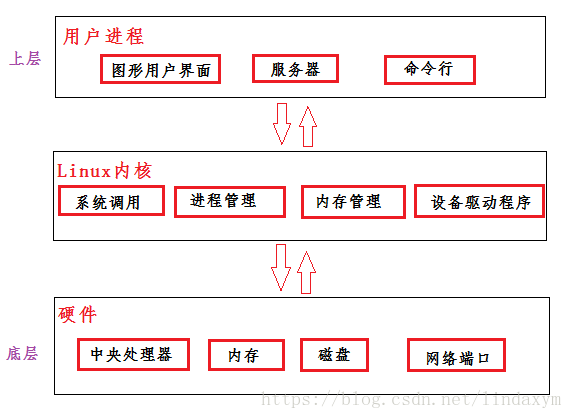 用户进程
上层
图形用户界面 服务器 命令行
Linux内核
系统调用 进程管理 内存管理 设备驱动程序
硬件
底层
中央处理器 内存 磁盘 网络端口
https://blog.csdn.net/lindaxym